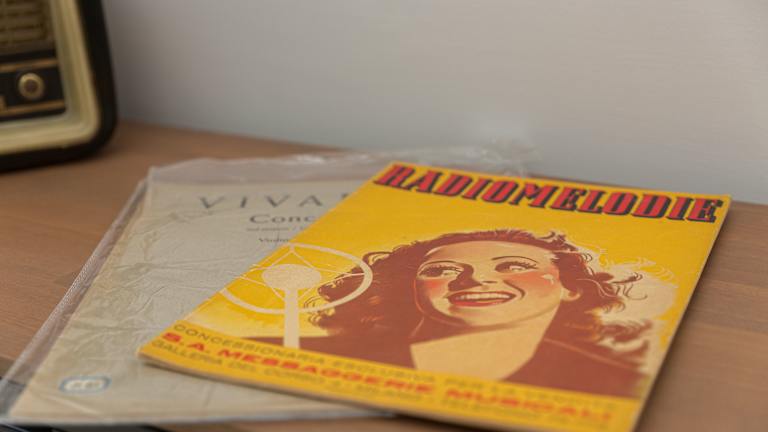 RADIOMELODIE
VIVA
Conc
CONCESSIONARIA ESCLUSIVA PER LA VENDITA
S.A. MESSAGGERIE MUSICALI
GALLERIA DEL CORSO